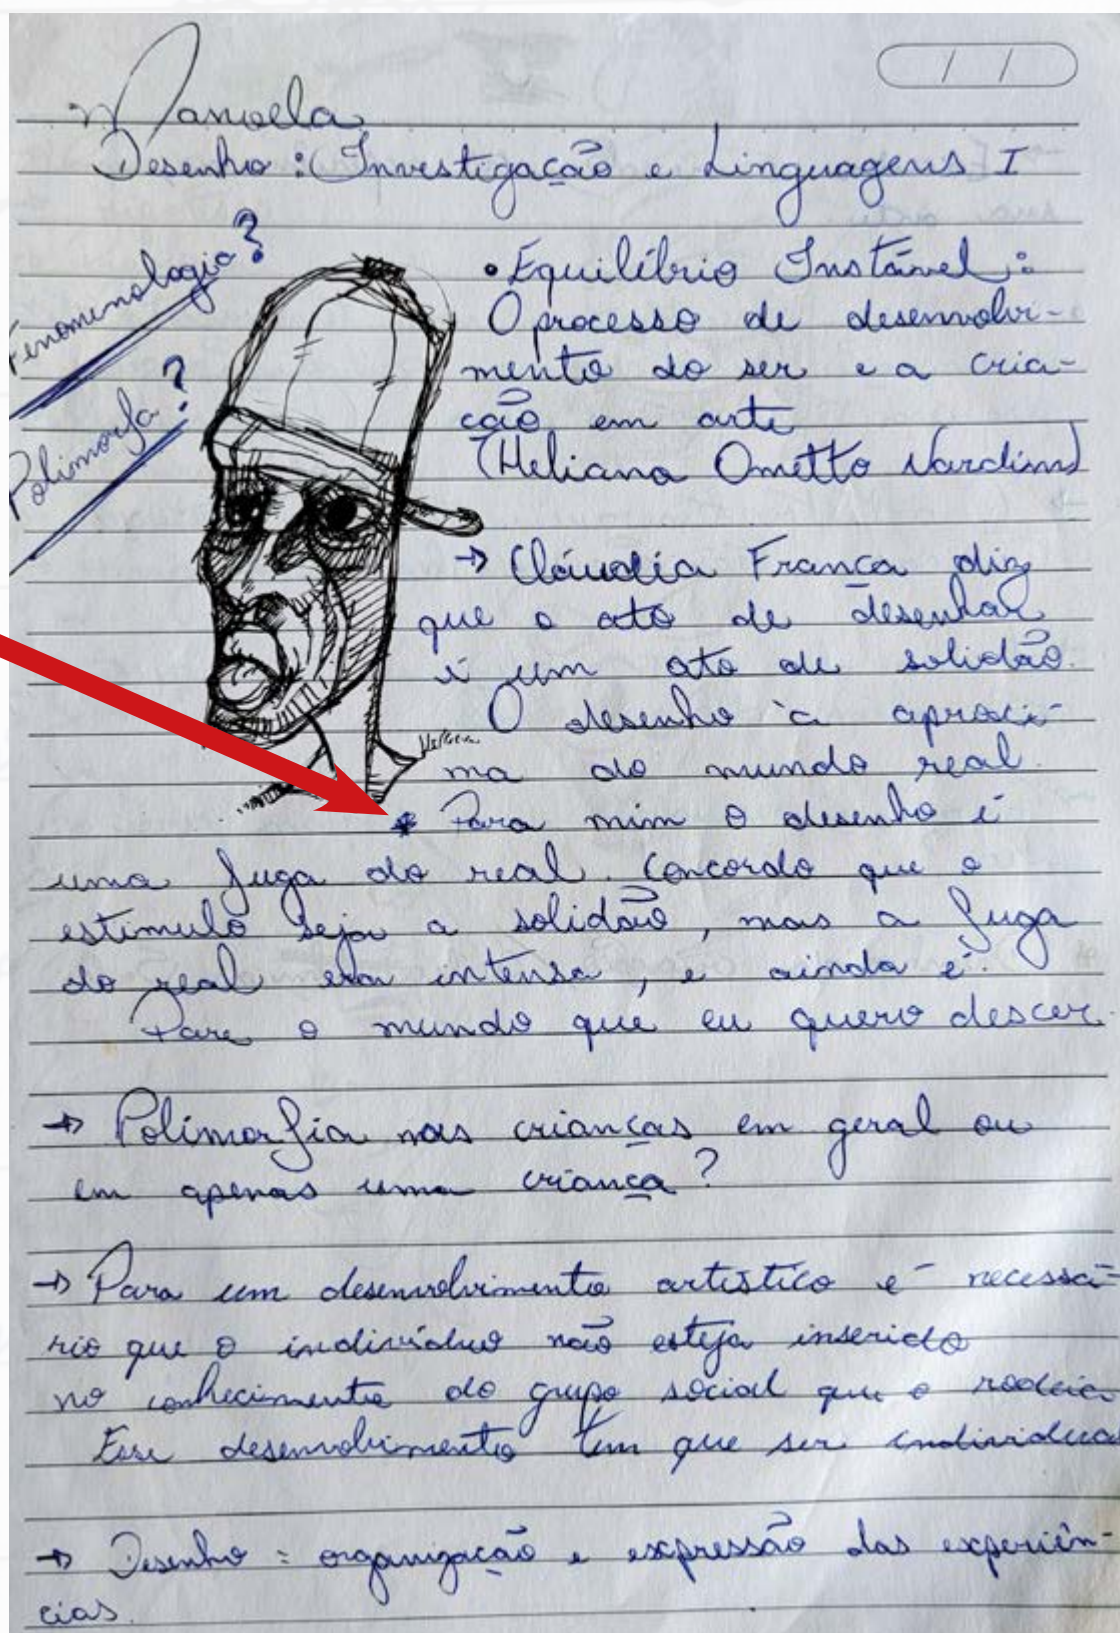 Manoela
Desenho: Investigação e Linguagens I
Fenomenologia?
Polimorfa?
• Equilíbrio Instável:
O processo de desenvolvi-
mento do ser e a cria-
ção em arte
(Heliana Ometto Nardin)
→ Cláudia França diz
que o ato de desenhar
é um ato de solidão.
O desenho a aproxi-
ma do mundo real.
* Para mim o desenho é
uma fuga do real. Concordo que o
estimulo seja a solidão, mas a fuga
do real era intensa, e ainda é.
Pare o mundo que eu quero descer.
→ Polimorfia nas crianças em geral ou
em apenas uma criança?
→ Para um desenvolvimento artístico é necessá-
rio que o indivíduo não esteja inserido
no conhecimento do grupo social que o rodeia.
Esse desenvolvimento tem que ser individual
→ Desenho = organização e expressão das experiên-
cias.